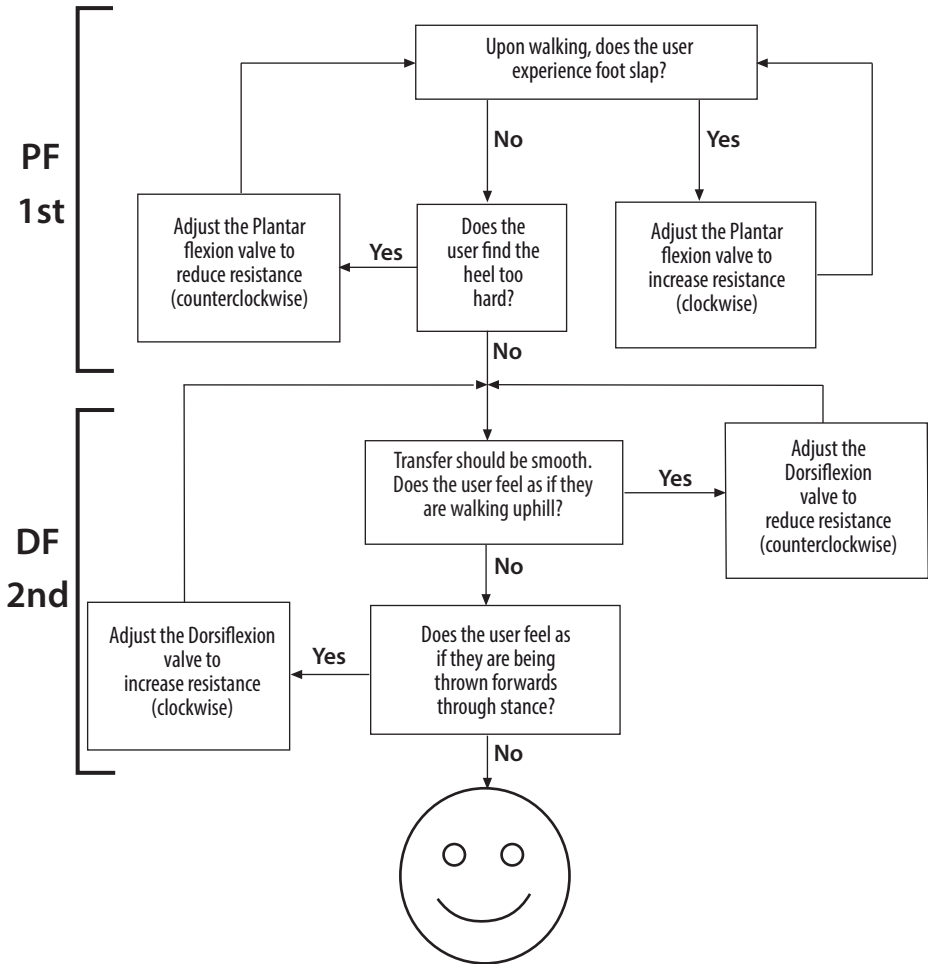 PF
1st
Upon walking, does the user
experience foot slap?
No
Yes
Adjust the Plantar
flexion valve to
reduce resistance
(counterclockwise)
Yes
Does the
user find the
heel too
hard?
Adjust the Plantar
flexion valve to
increase resistance
(clockwise)
No
DF
2nd
Transfer should be smooth.
Does the user feel as if they
are walking uphill?
Yes
Adjust the
Dorsiflexion
valve to
reduce resistance
(counterclockwise)
No
Adjust the Dorsiflexion
valve to
increase resistance
(clockwise)
Yes
Does the user feel as
if they are being
thrown forwards
through stance?
No